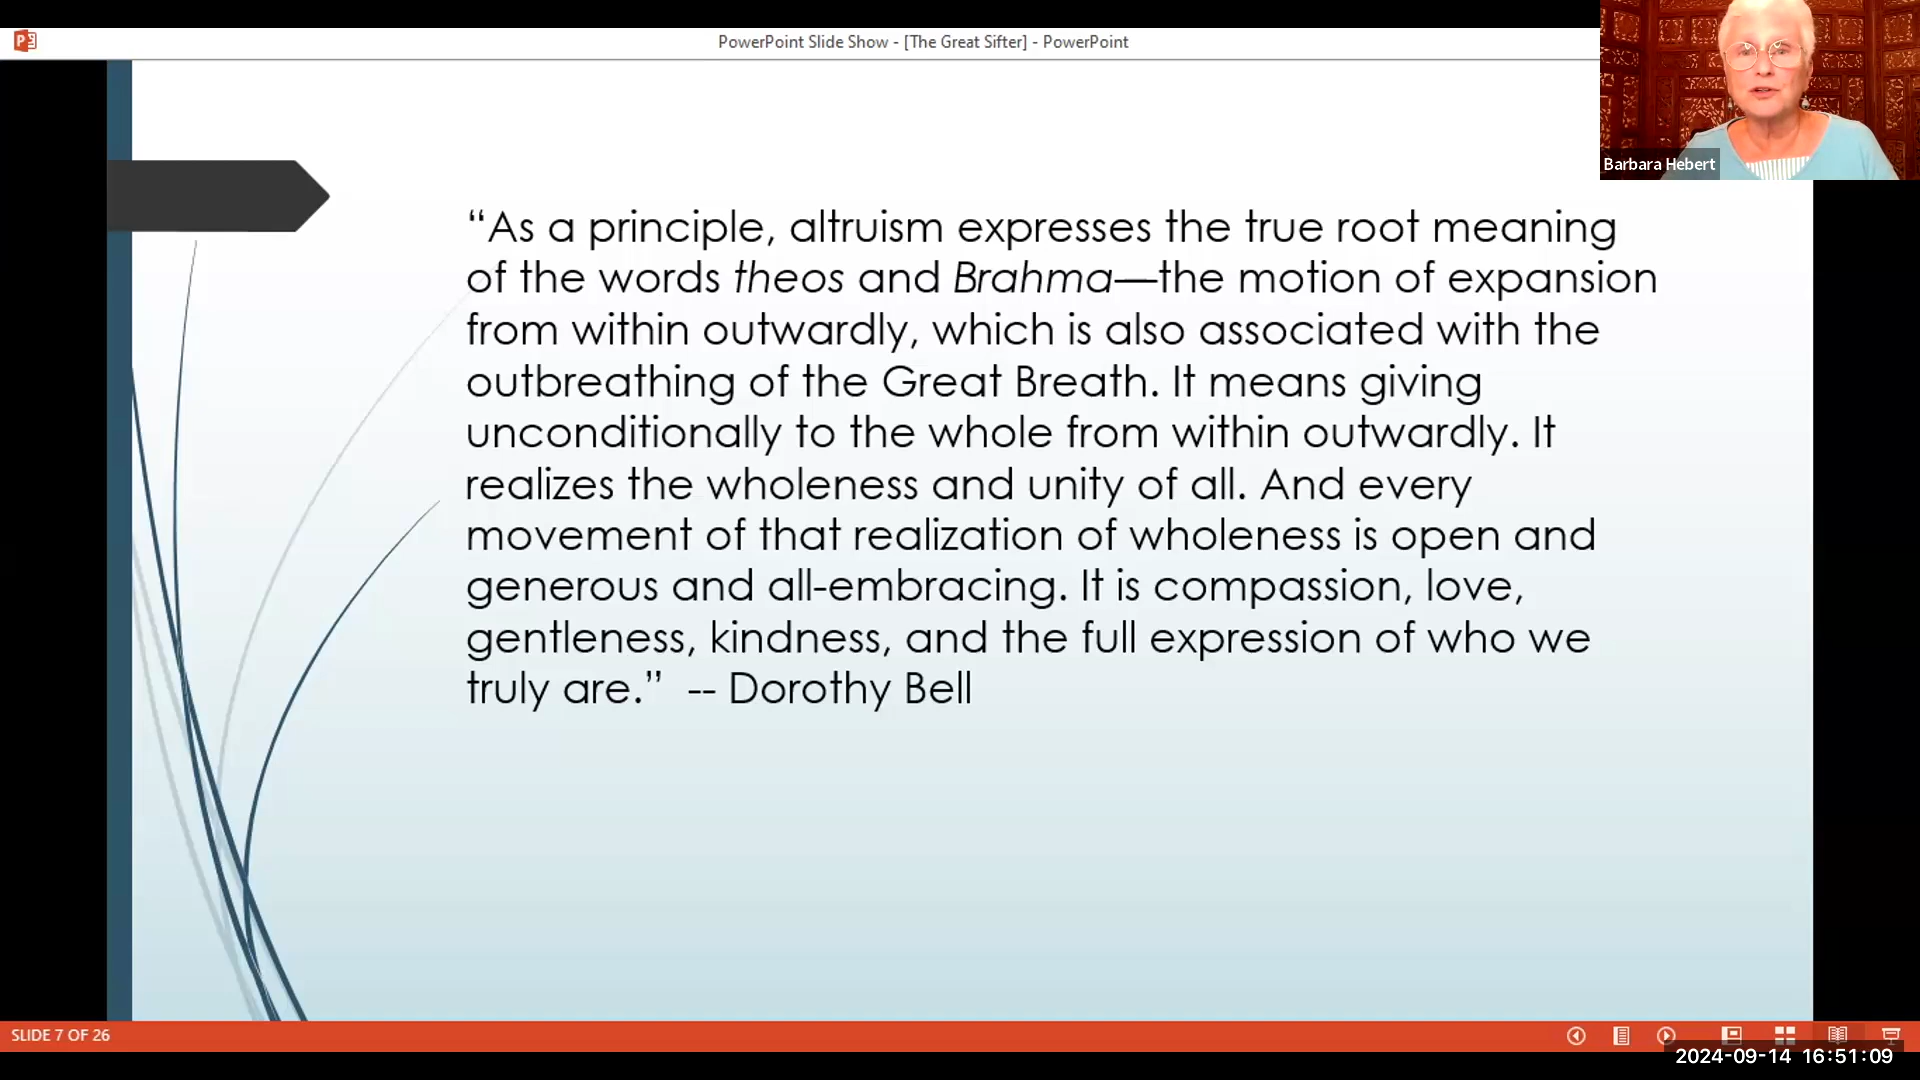 PowerPoint Slide Show - [The Great Sifter] - PowerPoint
Barbara Hebert
“As a principle, altruism expresses the true root meaning
of the words theos and Brahma—the motion of expansion
from within outwardly, which is also associated with the
outbreathing of the Great Breath. It means giving
unconditionally to the whole from within outwardly. It
realizes the wholeness and unity of all. And every
movement of that realization of wholeness is open and
generous and all-embracing. It is compassion, love,
gentleness, kindness, and the full expression of who we
truly are.”  -- Dorothy Bell
SLIDE 7 OF 26
2024-09-14 16:51:09